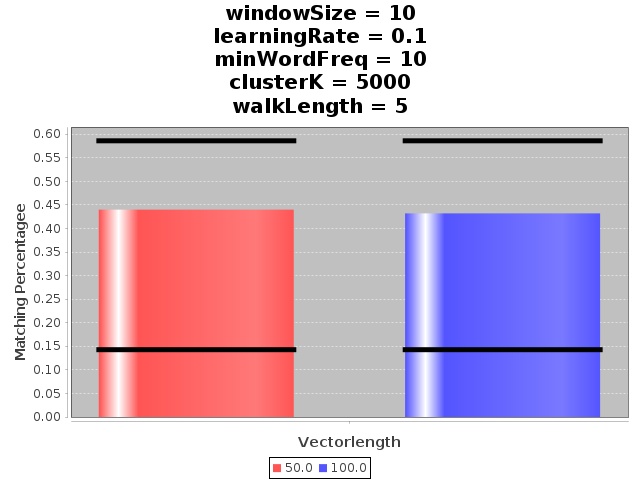 windowSize = 10
learningRate = 0.1
minWordFreq = 10
clusterK = 5000
walkLength = 5
0.60
0.55
0.50
0.45
0.40
0.35
0.30
0.25
0.20
0.15
0.10
0.05
0.00
Matching Percentagee
Vectorlength
50.0 100.0